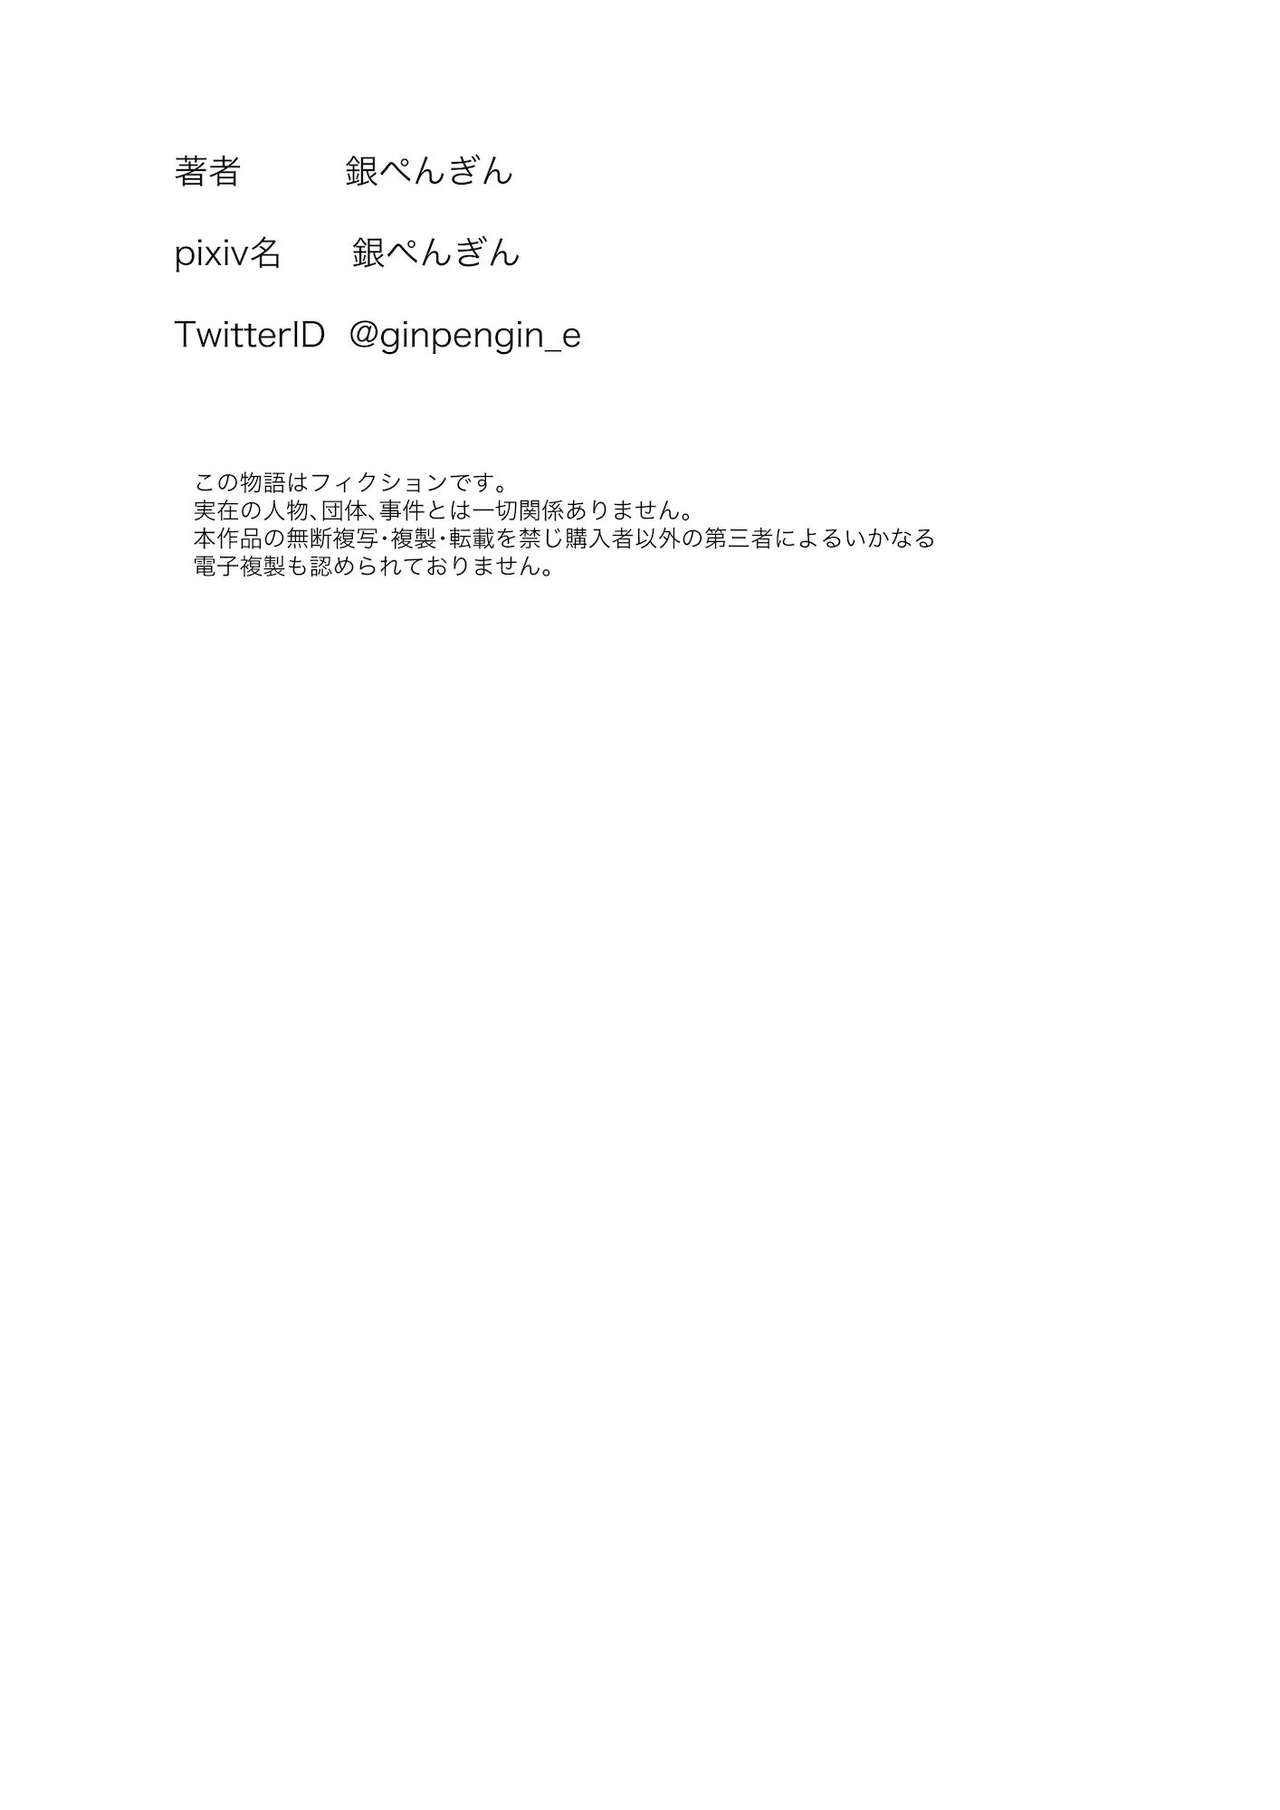 著者 銀ぺんぎん
pixiv名 銀ぺんぎん
TwitterID @ginpengin_e
この物語はフィクションです。
実在の人物、団体、事件とは一切関係ありません。
本作品の無断複写・複製・転載を禁じ購入者以外の第三者によるいかなる
電子複製も認められておりません。